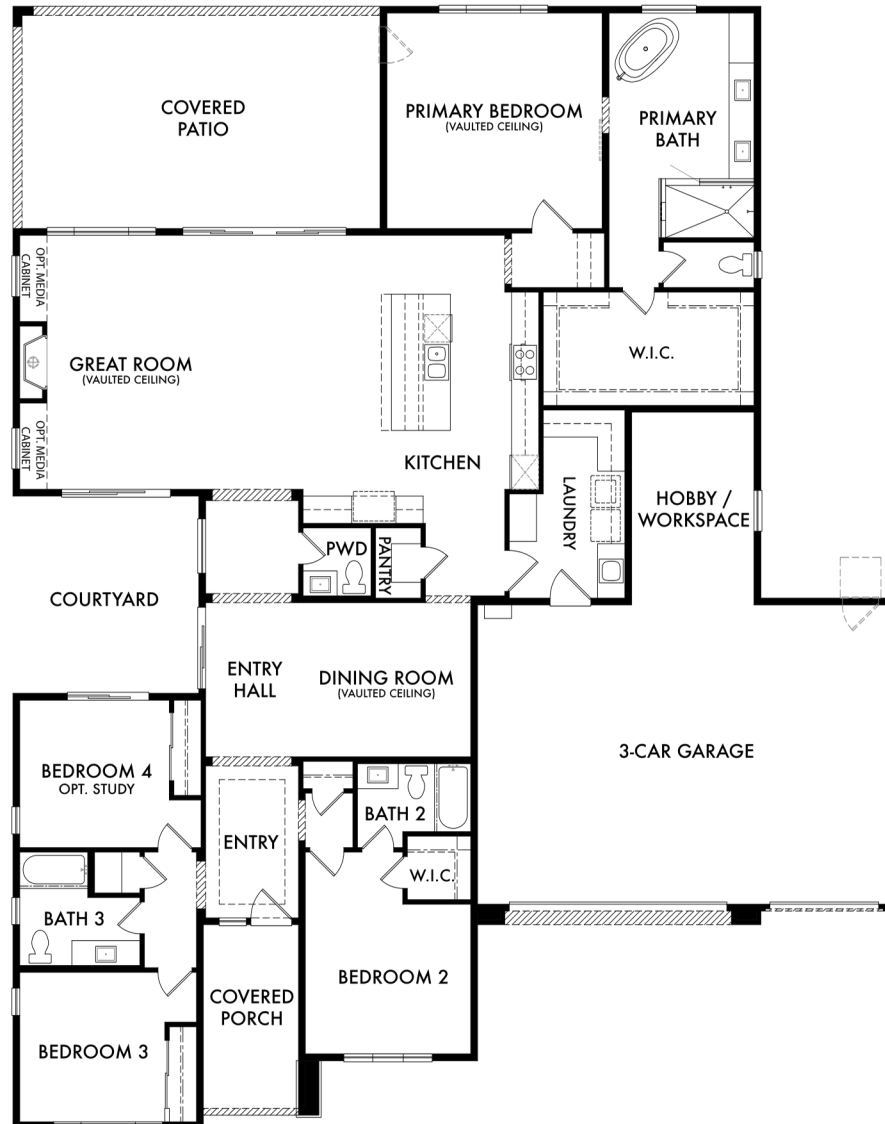 COVERED
PATIO
PRIMARY BEDROOM
(VAULTED CEILING)
PRIMARY
BATH
OPT. MEDIA
CABINET
GREAT ROOM
(VAULTED CEILING)
W.I.C.
OPT. MEDIA
CABINET
KITCHEN
LAUNDRY
HOBBY /
WORKSPACE
PWD
PANTRY
COURTYARD
ENTRY
HALL
DINING ROOM
(VAULTED CEILING)
3-CAR GARAGE
BEDROOM 4
OPT. STUDY
BATH 2
ENTRY
W.I.C.
BATH 3
BEDROOM 2
COVERED
PORCH
BEDROOM 3